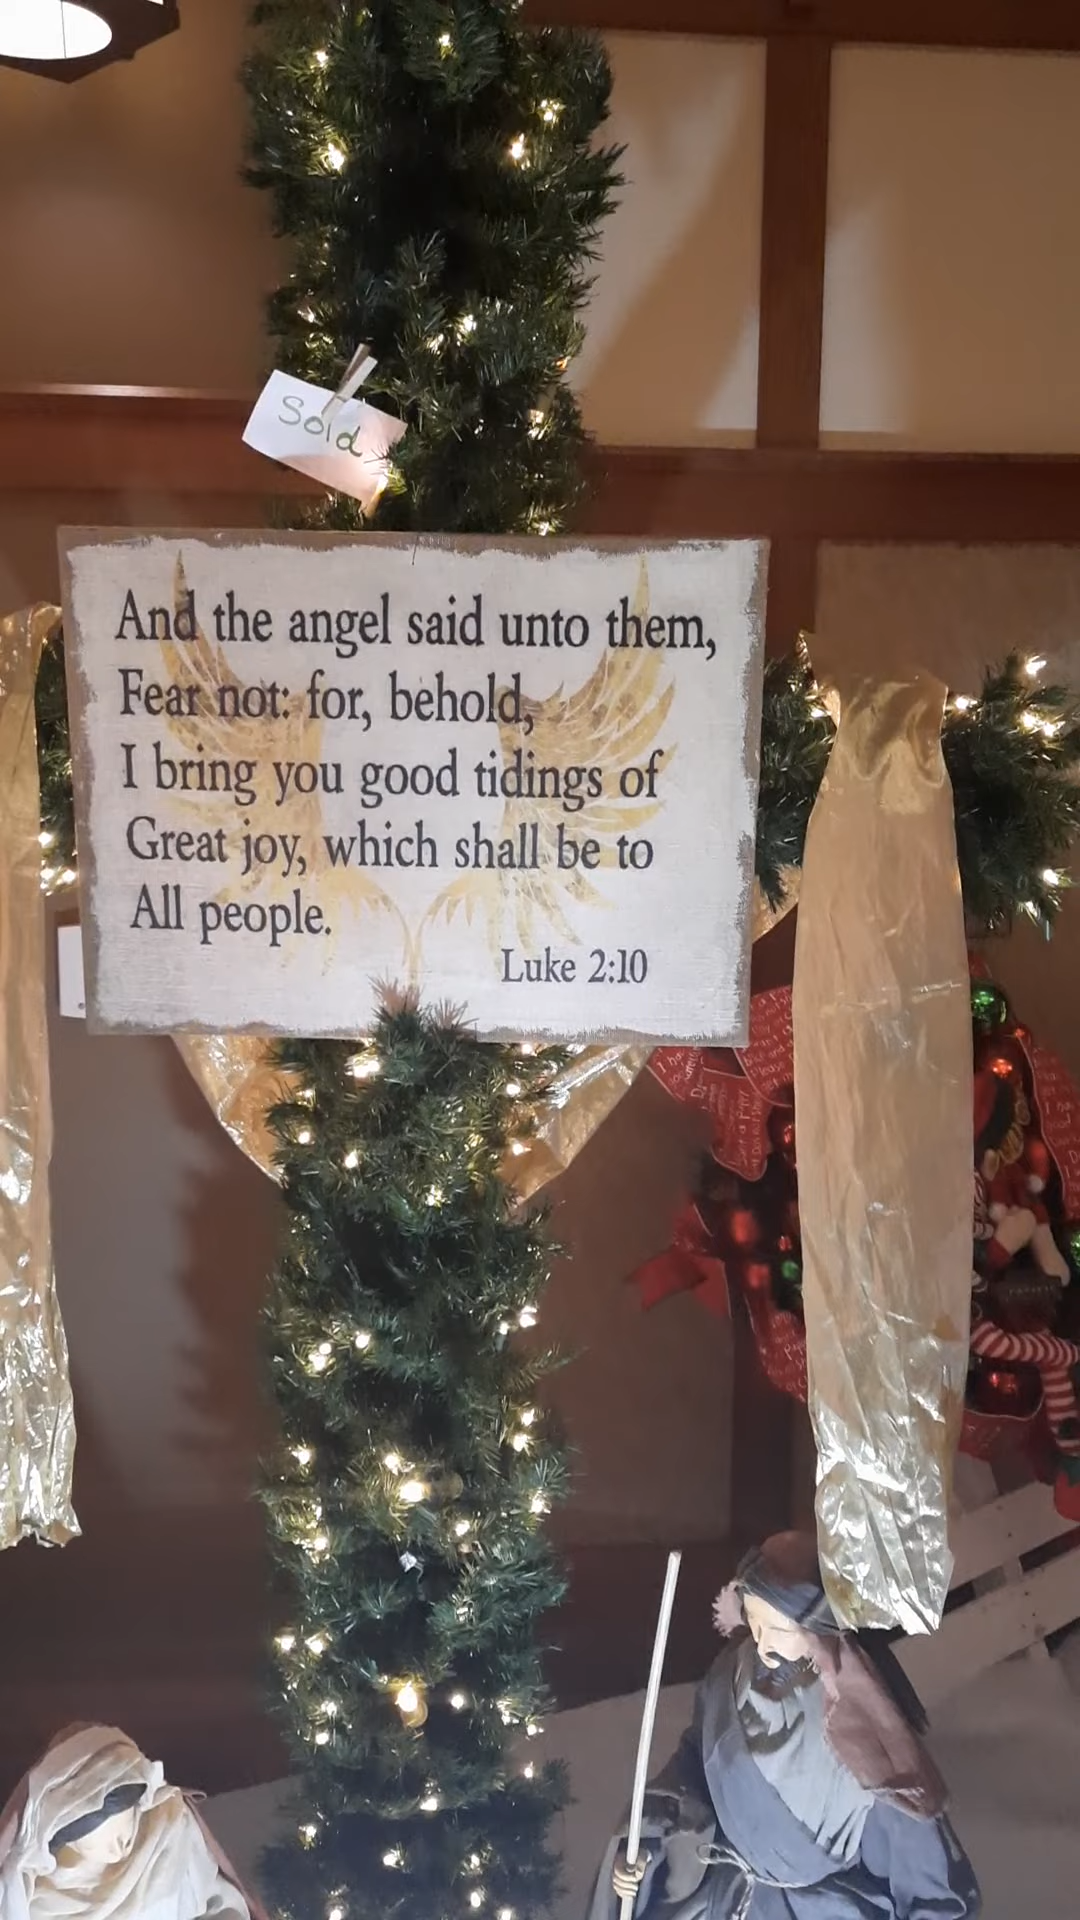 Sold
And the angel said unto them,
Fear not: for, behold,
I bring you good tidings of
Great joy, which shall be to
All people.
Luke 2:10